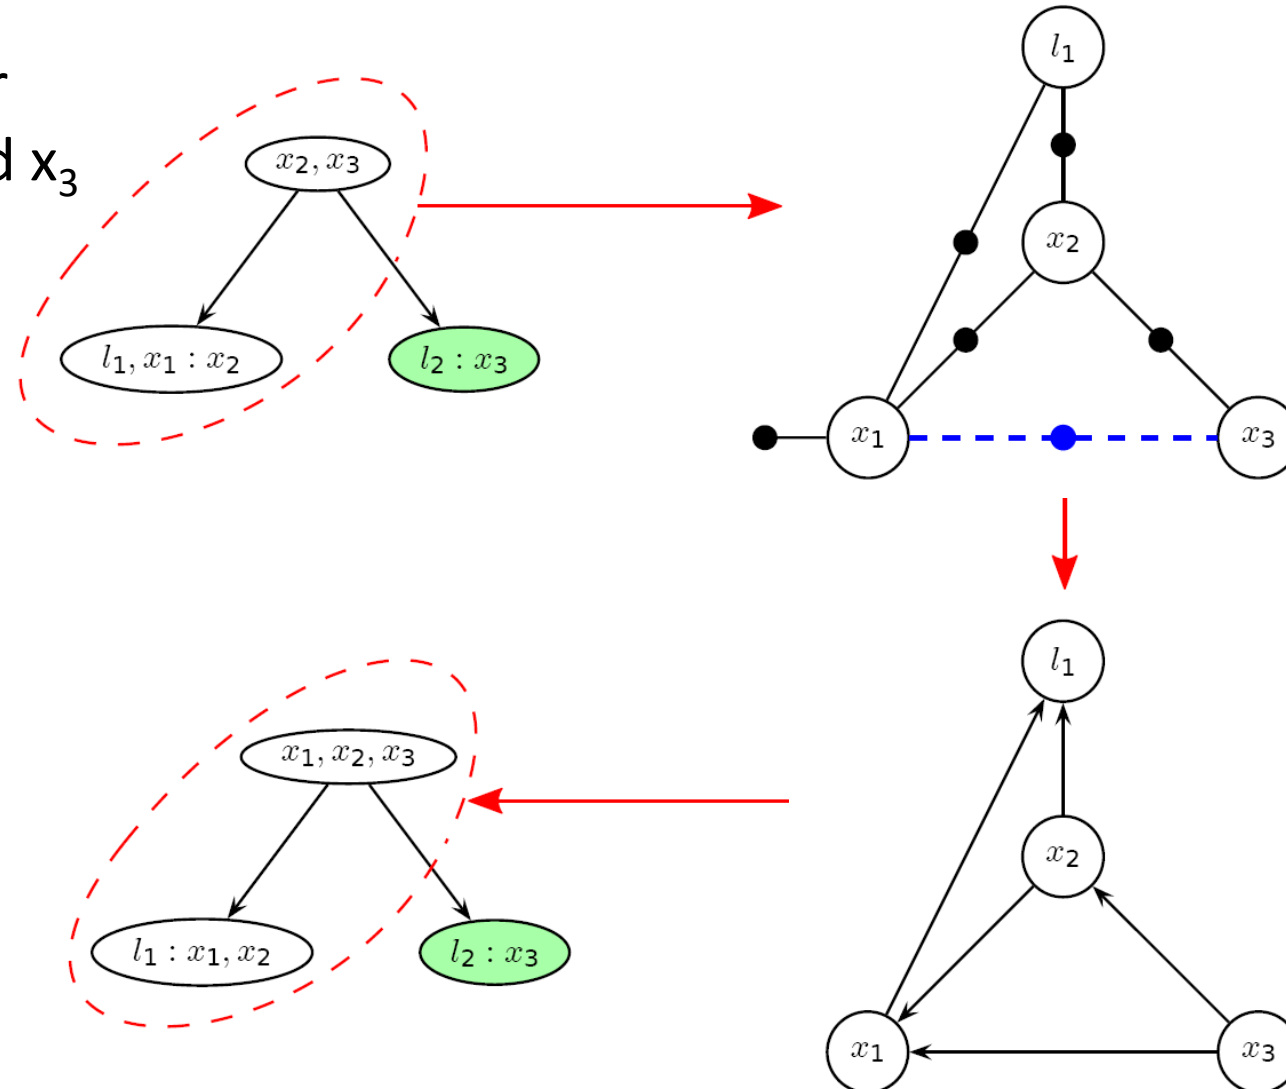 r
d x₃
x₂, x₃
l₁, x₁ : x₂
l₂ : x₃
l₁
x₂
x₁
x₃
x₁, x₂, x₃
l₁ : x₁, x₂
l₂ : x₃
l₁
x₂
x₁
x₃